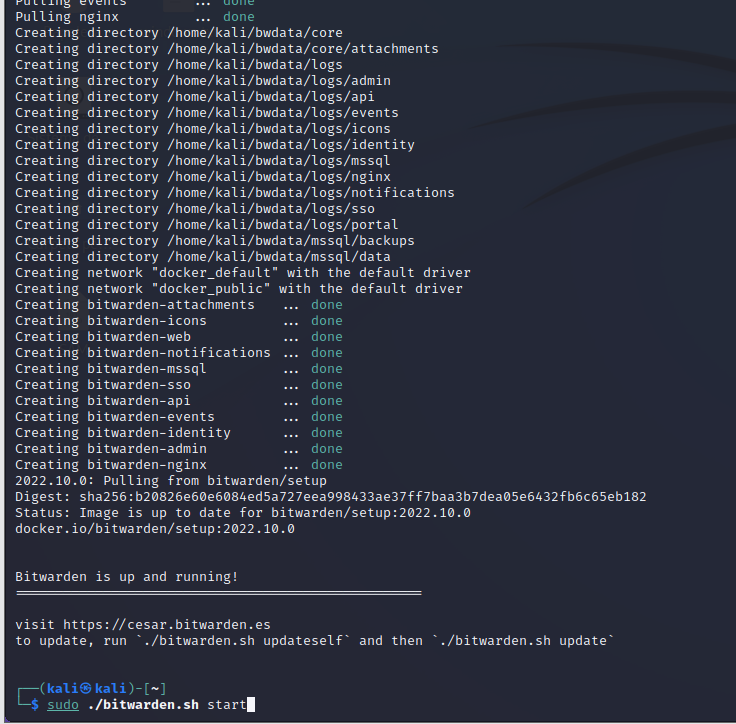 Pulling events ... done
Pulling nginx ... done
Creating directory /home/kali/bwdata/core
Creating directory /home/kali/bwdata/core/attachments
Creating directory /home/kali/bwdata/logs
Creating directory /home/kali/bwdata/logs/admin
Creating directory /home/kali/bwdata/logs/api
Creating directory /home/kali/bwdata/logs/events
Creating directory /home/kali/bwdata/logs/icons
Creating directory /home/kali/bwdata/logs/identity
Creating directory /home/kali/bwdata/logs/mssql
Creating directory /home/kali/bwdata/logs/nginx
Creating directory /home/kali/bwdata/logs/notifications
Creating directory /home/kali/bwdata/logs/sso
Creating directory /home/kali/bwdata/logs/portal
Creating directory /home/kali/bwdata/mssql/backups
Creating directory /home/kali/bwdata/mssql/data
Creating network "docker_default" with the default driver
Creating network "docker_public" with the default driver
Creating bitwarden-attachments ... done
Creating bitwarden-icons ... done
Creating bitwarden-web ... done
Creating bitwarden-notifications ... done
Creating bitwarden-mssql ... done
Creating bitwarden-sso ... done
Creating bitwarden-api ... done
Creating bitwarden-events ... done
Creating bitwarden-identity ... done
Creating bitwarden-admin ... done
Creating bitwarden-nginx ... done
2022.10.0: Pulling from bitwarden/setup
Digest: sha256:b20826e60e6084ed5a727eea998433ae37ff7baa3b7dea05e6432fb6c65eb182
Status: Image is up to date for bitwarden/setup:2022.10.0
docker.io/bitwarden/setup:2022.10.0
Bitwarden is up and running!
===================================================
visit https://cesar.bitwarden.es
to update, run `./bitwarden.sh updateself` and then `./bitwarden.sh update`
┌──(kali㉿kali)-[~]
└─$ sudo ./bitwarden.sh start